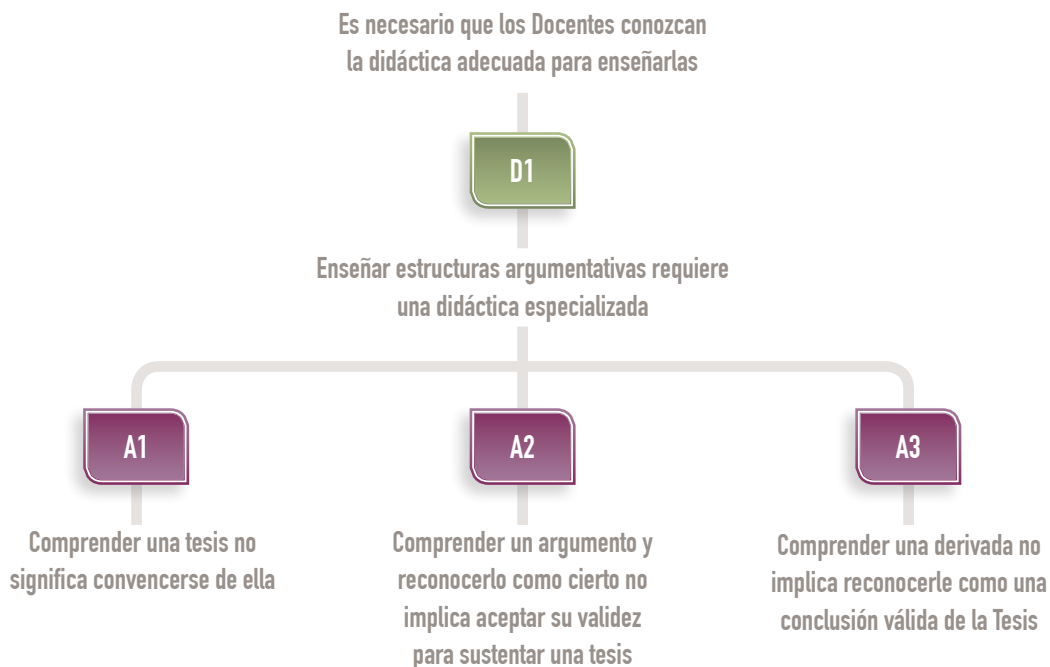 Es necesario que los Docentes conozcan
la didáctica adecuada para enseñarlas
D1
Enseñar estructuras argumentativas requiere
una didáctica especializada
A1
A2
A3
Comprender una tesis no
significa convencerse de ella
Comprender un argumento y
reconocerlo como cierto no
implica aceptar su validez
para sustentar una tesis
Comprender una derivada no
implica reconocerle como una
conclusión válida de la Tesis